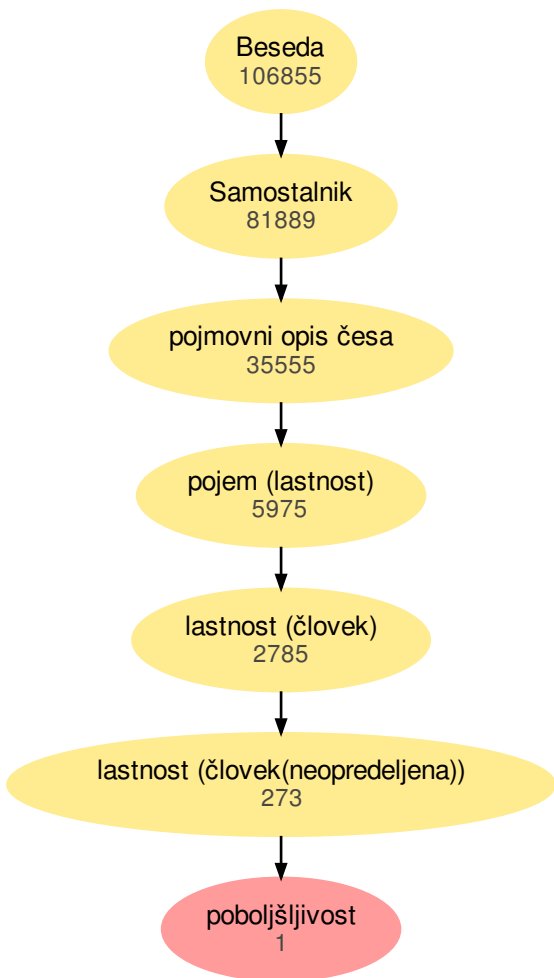 Beseda
106855
Samostalnik
81889
pojmovni opis česa
35555
pojem (lastnost)
5975
lastnost (človek)
2785
lastnost (človek(neopredeljena))
273
poboljšljivost
1